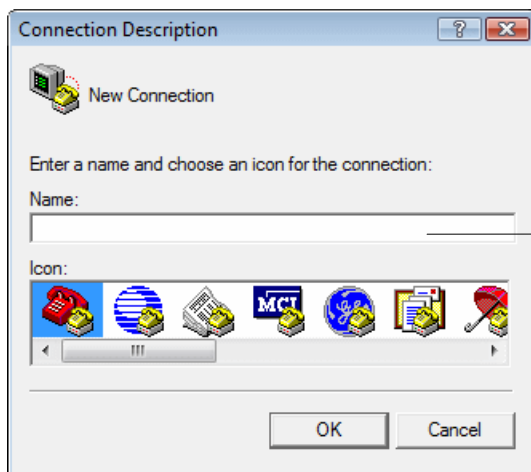 Connection Description
New Connection
Enter a name and choose an icon for the connection:
Name:
Icon:
MCI
OK
Cancel